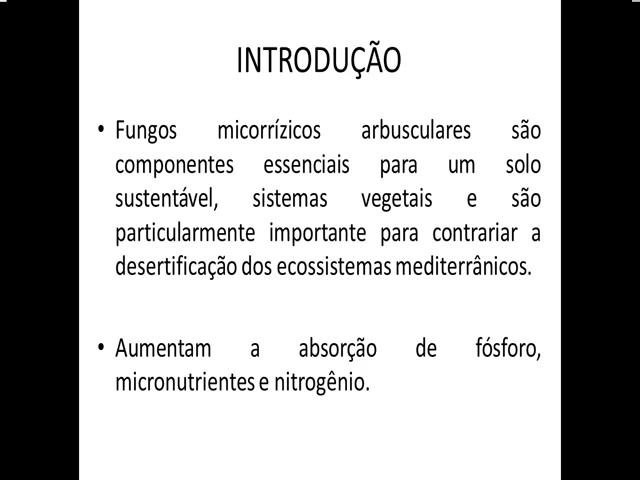 INTRODUÇÃO
• Fungos micorrízicos arbusculares são
componentes essenciais para um solo
sustentável, sistemas vegetais e são
particularmente importante para contrariar a
desertificação dos ecossistemas mediterrânicos.
• Aumentam a absorção de fósforo,
micronutrientes e nitrogênio.